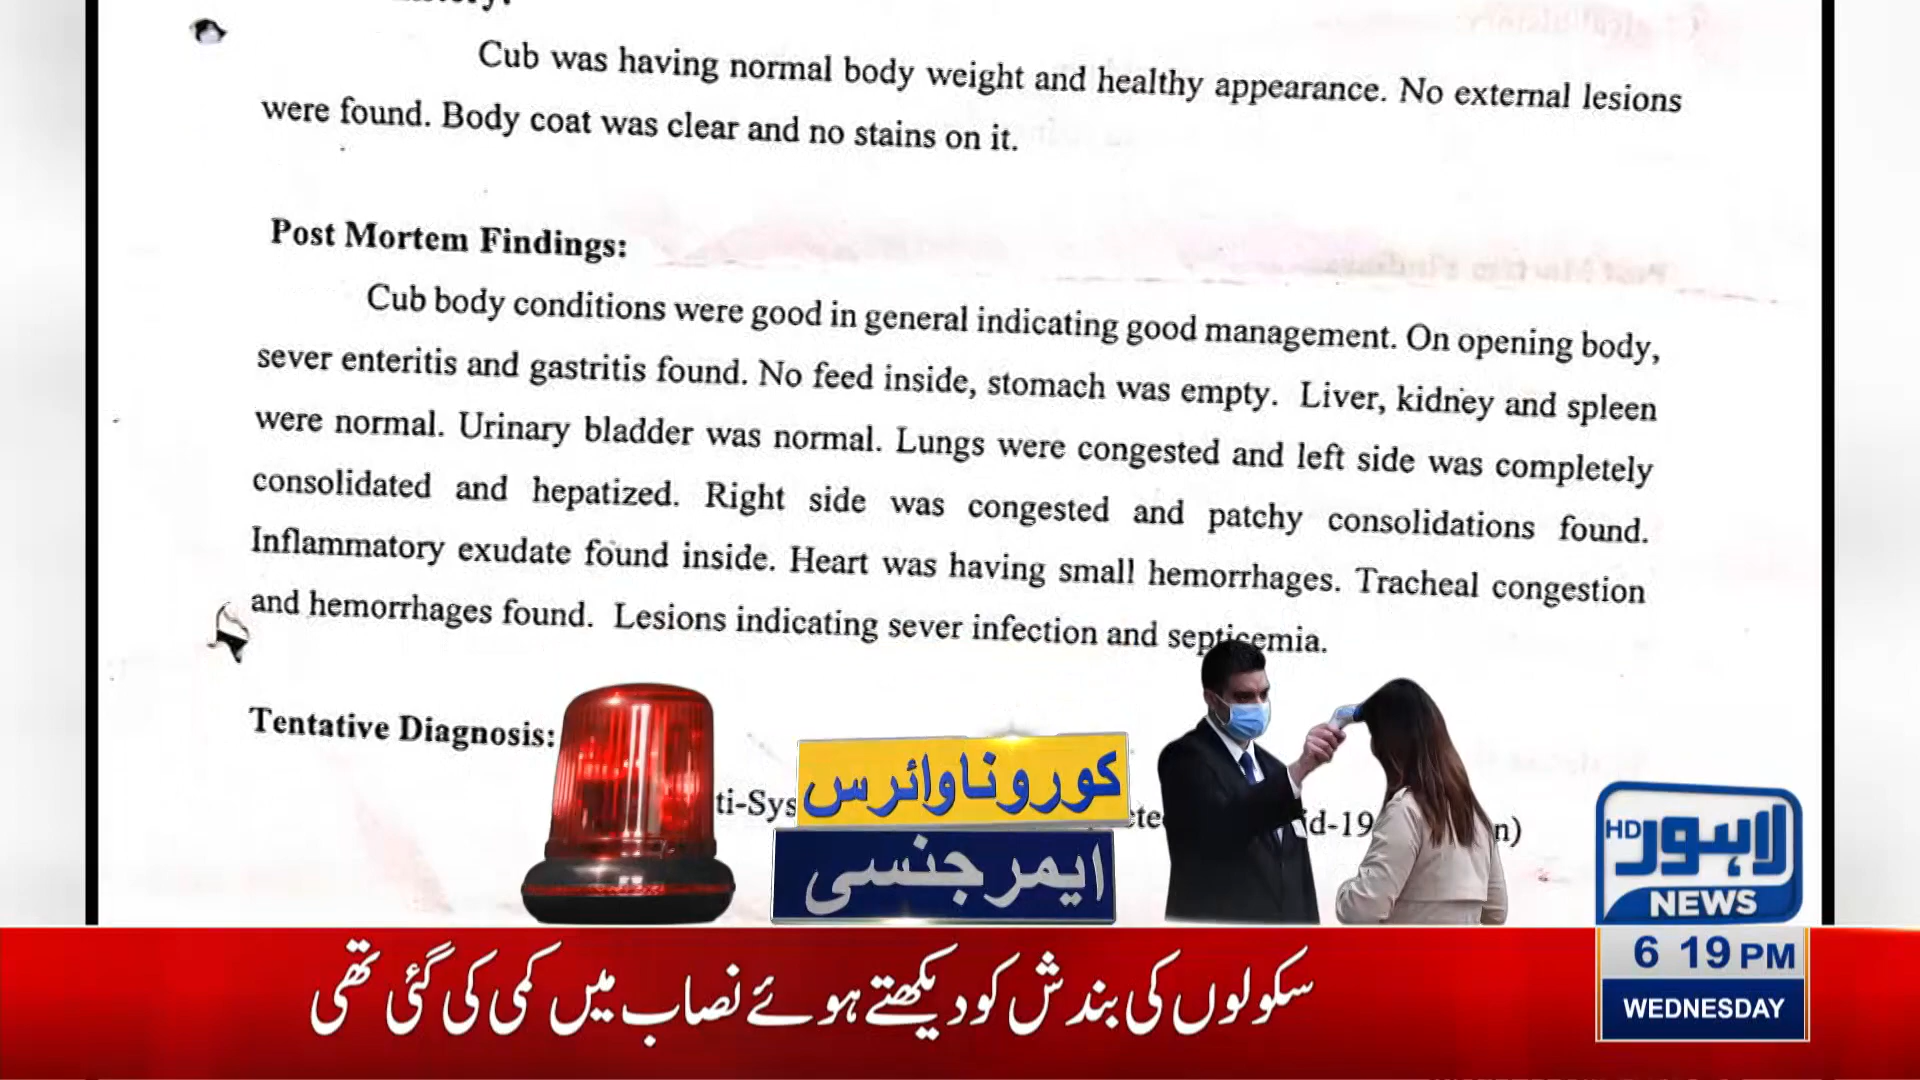 Cub was having normal body weight and healthy appearance. No external lesions
were found. Body coat was clear and no stains on it.
Post Mortem Findings:
Cub body conditions were good in general indicating good management. On opening body,
sever enteritis and gastritis found. No feed inside, stomach was empty. Liver, kidney and spleen
were normal. Urinary bladder was normal. Lungs were congested and left side was completely
consolidated and hepatized. Right side was congested and patchy consolidations found.
Inflammatory exudate found inside. Heart was having small hemorrhages. Tracheal congestion
and hemorrhages found. Lesions indicating sever infection and septicemia.
Tentative Diagnosis:
کورونا وائرس
ایمرجنسی
لاہور HD
NEWS
6 19 PM
WEDNESDAY
سکولوں کی بندش کو دیکھتے ہوئے نصاب میں کمی کی گئی تھی